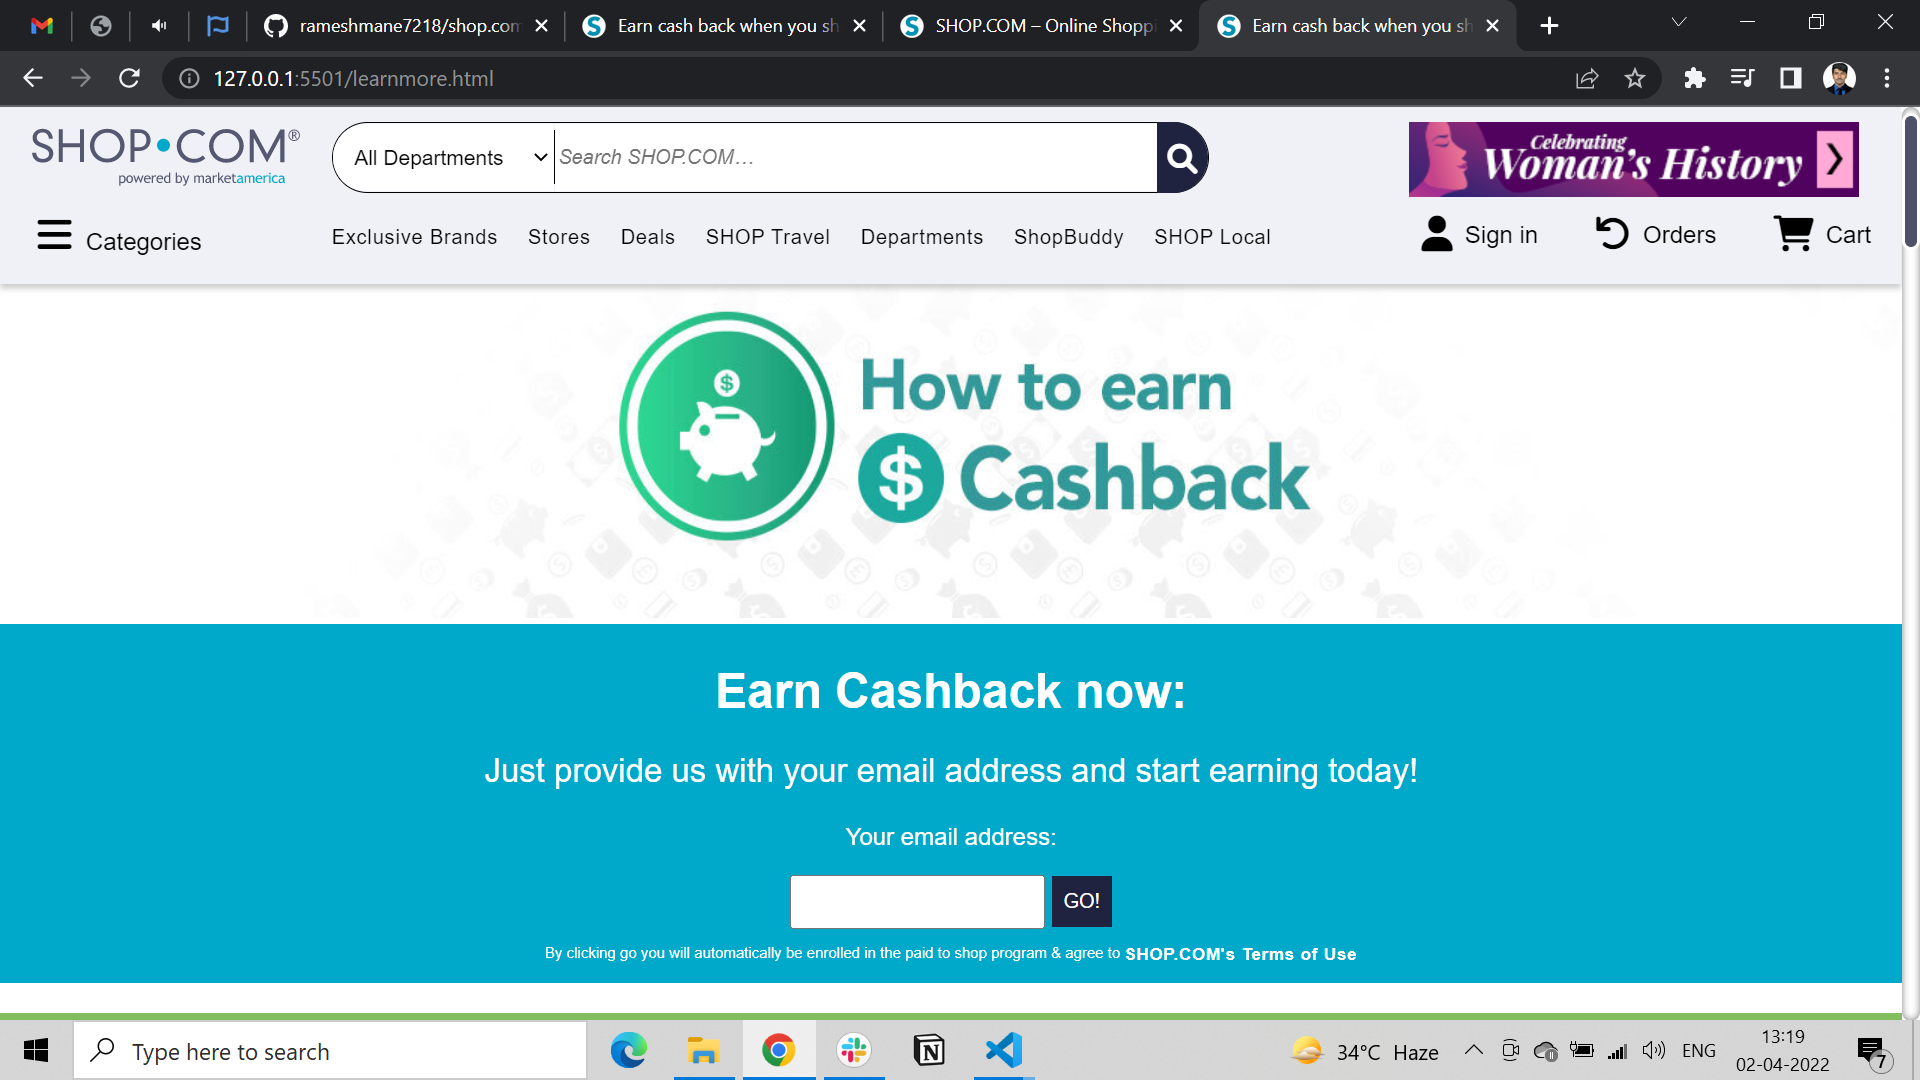 rameshmane7218/shop.com
Earn cash back when you sh
SHOP.COM – Online Shoppi
Earn cash back when you sh
127.0.0.1:5501/learnmore.html
SHOP•COM®
powered by marketamerica
All Departments
Search SHOP.COM...
Celebrating
Woman's History
Categories
Exclusive Brands
Stores
Deals
SHOP Travel
Departments
ShopBuddy
SHOP Local
Sign in
Orders
Cart
How to earn
$ Cashback
Earn Cashback now:
Just provide us with your email address and start earning today!
Your email address:
GO!
By clicking go you will automatically be enrolled in the paid to shop program & agree to SHOP.COM's Terms of Use
Type here to search
34°C Haze
ENG
13:19
02-04-2022
7